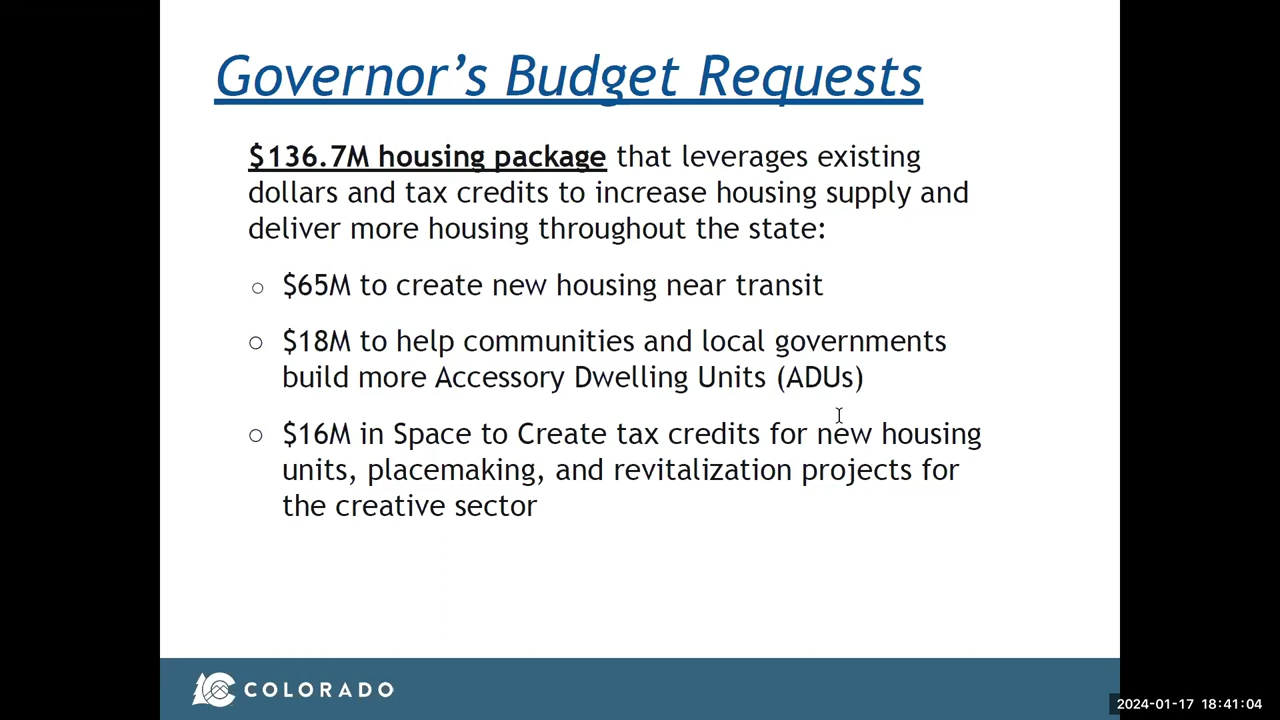 Governor’s Budget Requests
$136.7M housing package that leverages existing
dollars and tax credits to increase housing supply and
deliver more housing throughout the state:
○ $65M to create new housing near transit
○ $18M to help communities and local governments
build more Accessory Dwelling Units (ADUs)
○ $16M in Space to Create tax credits for new housing
units, placemaking, and revitalization projects for
the creative sector
COLORADO
2024-01-17 18:41:04